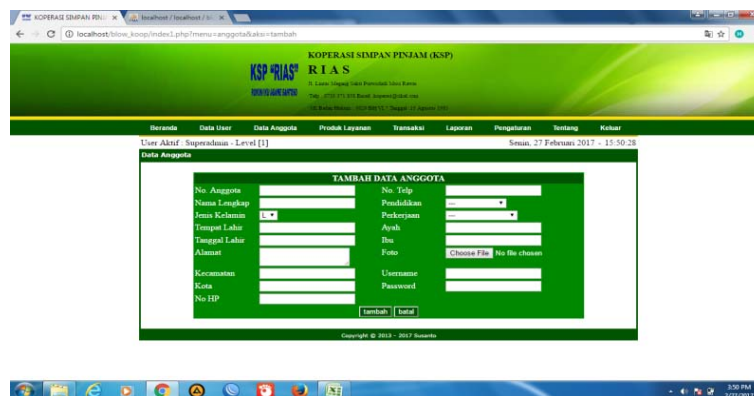 KOPERASI SIMPAN PINJ
localhost / localhost / bl
localhost/blow_koop/index1.php?menu=anggota&aksi=tambah
KOPERASI SIMPAN PINJAM (KSP)
KSP "RIAS"
R I A S
Beranda Data User Data Anggota Produk Layanan Transaksi Laporan Pengaturan Tentang Keluar
User Aktif : Superadmin - Level [1] Senin, 27 Februari 2017 - 15:50:28
Data Anggota
TAMBAH DATA ANGGOTA
No. Anggota No. Telp
Nama Lengkap Pendidikan ---
Jenis Kelamin L Perkerjaan ---
Tempat Lahir Ayah
Tanggal Lahir Ibu
Alamat Foto Choose File No file chosen
Kecamatan Username
Kota Password
No HP
tambah batal
Copyright © 2013 - 2017 Susanto
3:50 PM